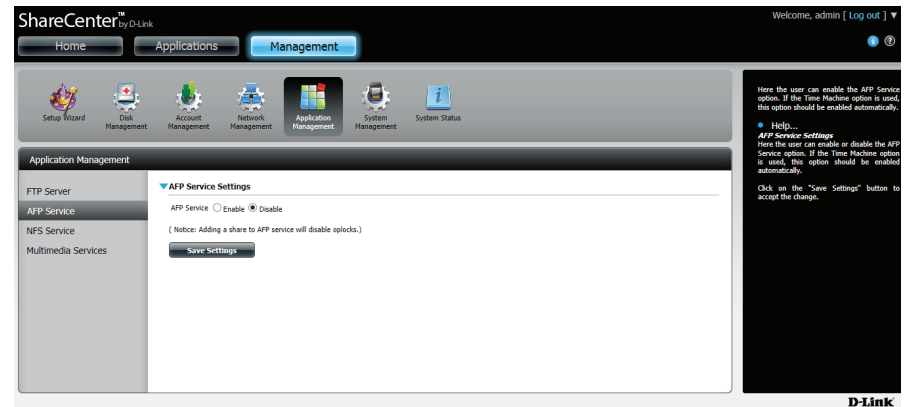 ShareCenter™ by D-Link
Welcome, admin [ Log out ] ▼
Home
Applications
Management
Setup Wizard
Disk Management
Account Management
Network Management
Application Management
System Management
System Status
Application Management
FTP Server
AFP Service
NFS Service
Multimedia Services
AFP Service Settings
AFP Service Enable Disable
( Notice: Adding a share to AFP service will disable oplocks.)
Save Settings
Here the user can enable the AFP Service
option. If the Time Machine option is used,
this option should be enabled automatically.
Help...
AFP Service Settings
Here the user can enable or disable the AFP
Service option. If the Time Machine option
is used, this option should be enabled
automatically.
Click on the "Save Settings" button to
accept the change.
D-Link